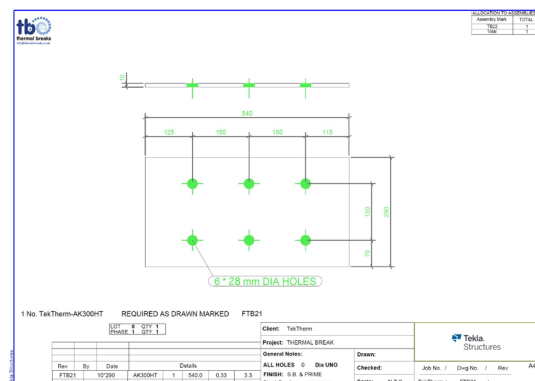 tbo
thermal breaks
ALLOCATION TO ASSEMBLIES
Assembly Mark TOTAL
TB22 1
Total 1
10
540
125 160 150 115
150
290
70
6 * 28 mm DIA HOLES
1 No. TekTherm-AK300HT REQUIRED AS DRAWN MARKED FTB21
LOT 0 QTY 1
PHASE 1 QTY 1
Client: TekTherm
Project: THERMAL BREAK
General Notes:
ALL HOLES 0 Dia UNO
FINISH: S.B. & PRIME
Drawn:
Checked:
Tekla.
Structures
Job No. / Dwg No. / Rev A4
Rev By Date Details
FTB21 10*290 AK300HT 1 540.0 0.33 3.3